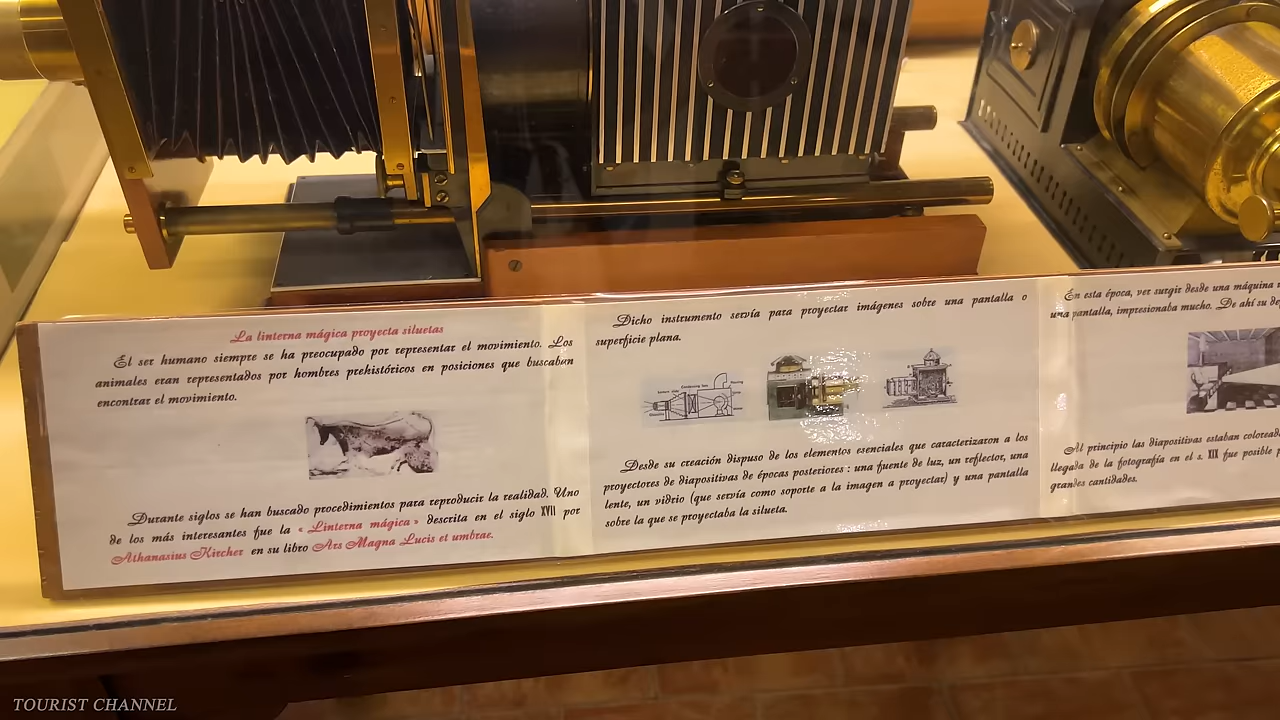 La linterna mágica proyecta siluetas
El ser humano siempre se ha preocupado por representar el movimiento. Los
animales eran representados por hombres prehistóricos en posiciones que buscaban
encontrar el movimiento.
Durante siglos se han buscado procedimientos para reproducir la realidad. Uno
de los más interesantes fue la « Linterna mágica » descrita en el siglo XVII por
Athanasius Kircher en su libro Ars Magna Lucis et umbrae.
Dicho instrumento servía para proyectar imágenes sobre una pantalla o
superficie plana.
Desde su creación dispuso de los elementos esenciales que caracterizaron a los
proyectores de diapositivas de épocas posteriores : una fuente de luz, un reflector, una
lente, un vidrio (que servía como soporte a la imagen a proyectar) y una pantalla
sobre la que se proyectaba la silueta.
En esta época, ver surgir desde una máquina
una pantalla, impresionaba mucho. De ahí su
Al principio las diapositivas estaban
llegada de la fotografía en el s. XIX fue posible
grandes cantidades.
TOURIST CHANNEL